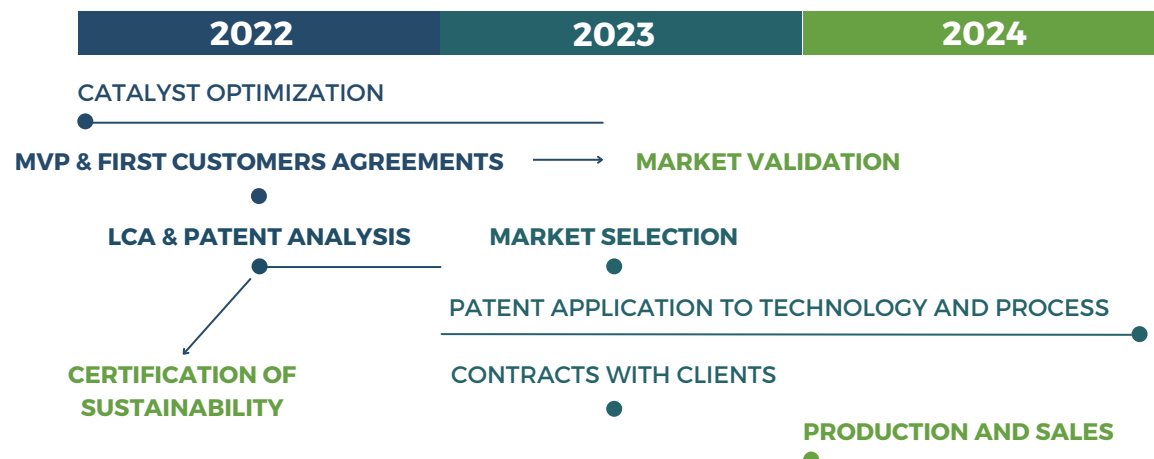 2022 2023 2024
CATALYST OPTIMIZATION
MVP & FIRST CUSTOMERS AGREEMENTS MARKET VALIDATION
LCA & PATENT ANALYSIS MARKET SELECTION
PATENT APPLICATION TO TECHNOLOGY AND PROCESS
CERTIFICATION OF CONTRACTS WITH CLIENTS
SUSTAINABILITY
PRODUCTION AND SALES